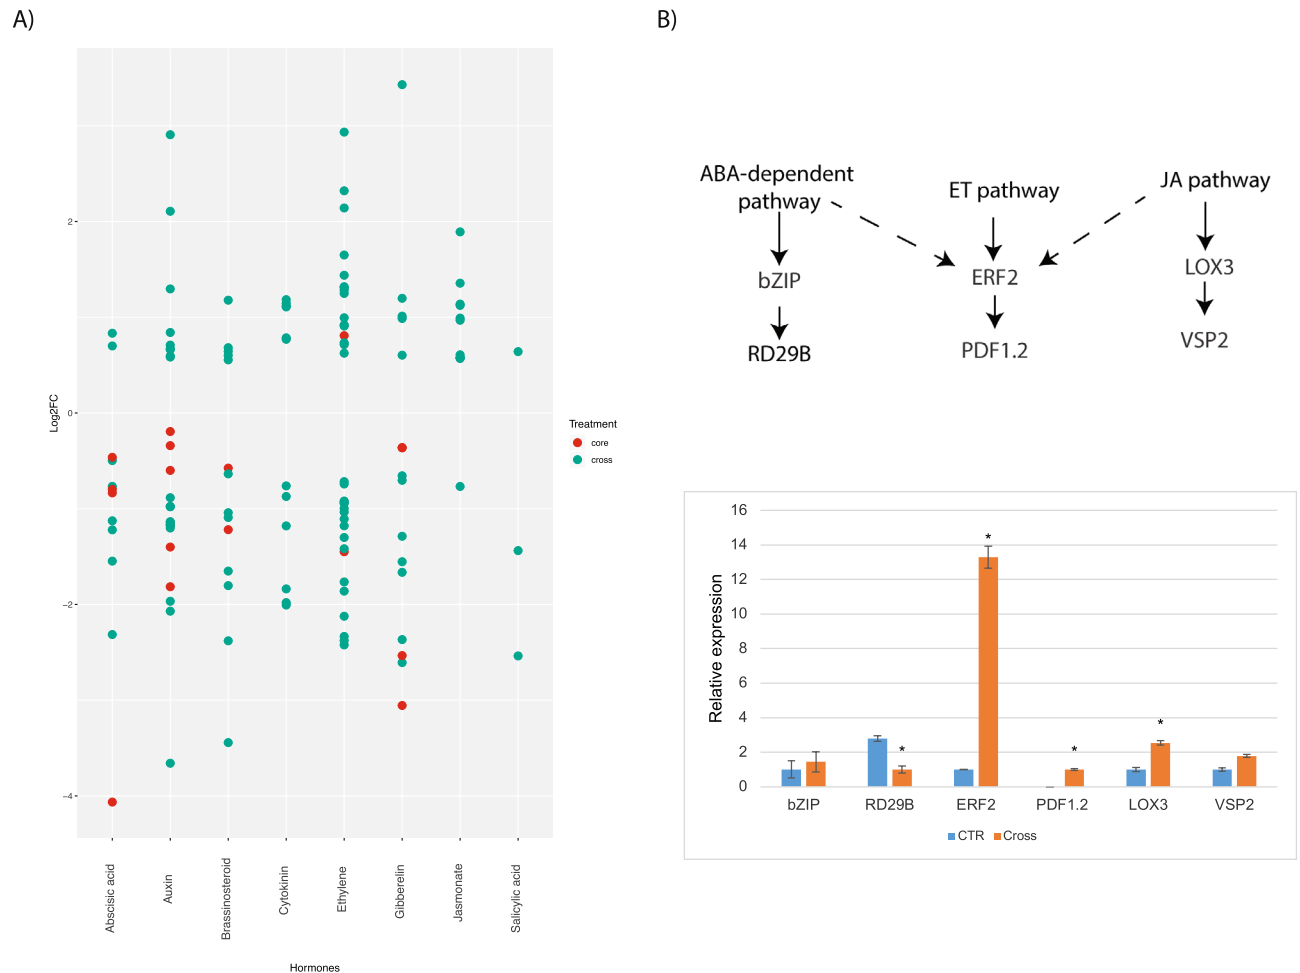 A)
B)
2
0
−2
−4
Log2FC
Abscisic acid
Auxin
Brassinosteroid
Cytokinin
Ethylene
Gibberelin
Jasmonate
Salicylic acid
Hormones
Treatment
core
cross
ABA-dependent
pathway
ET pathway
JA pathway
bZIP
ERF2
LOX3
RD29B
PDF1.2
VSP2
Relative expression
16
14
12
10
8
6
4
2
0
*
*
*
*
bZIP
RD29B
ERF2
PDF1.2
LOX3
VSP2
CTR
Cross